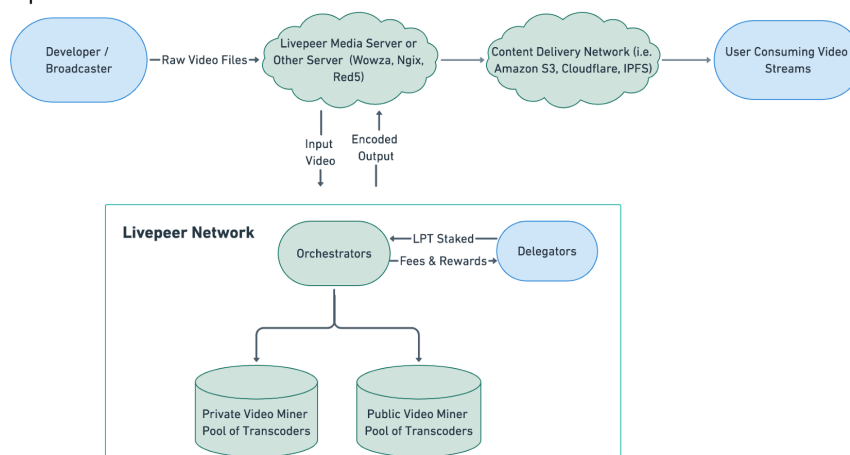 Developer /
Broadcaster
Raw Video Files
Livepeer Media Server or
Other Server (Wowza, Ngix,
Red5)
Content Delivery Network (i.e.
Amazon S3, Cloudflare, IPFS)
User Consuming Video
Streams
Input
Video
Encoded
Output
Livepeer Network
Orchestrators
LPT Staked
Fees & Rewards
Delegators
Private Video Miner
Pool of Transcoders
Public Video Miner
Pool of Transcoders